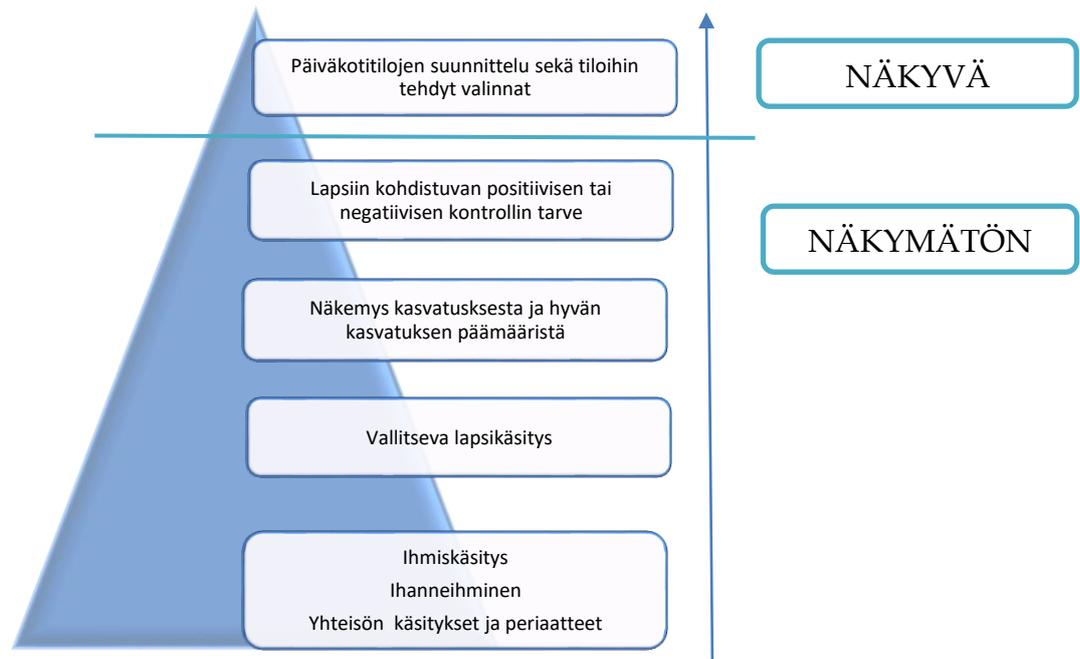 Päiväkotitilojen suunnittelu sekä tiloihin
tehdyt valinnat
NÄKYVÄ
Lapsiin kohdistuvan positiivisen tai
negatiivisen kontrollin tarve
NÄKYMÄTÖN
Näkemys kasvatusksesta ja hyvän
kasvatuksen päämääristä
Vallitseva lapsikäsitys
Ihmiskäsitys
Ihanneihminen
Yhteisön käsitykset ja periaatteet